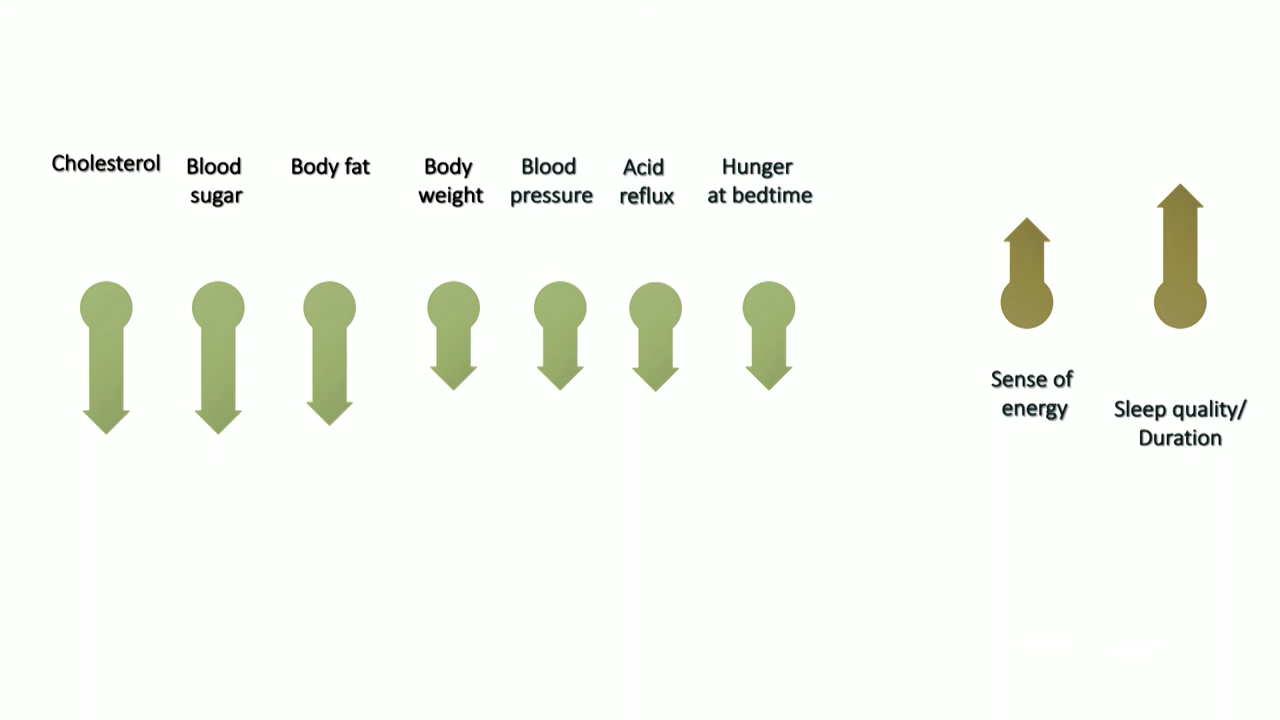 Cholesterol
Blood
sugar
Body fat
Body
weight
Blood
pressure
Acid
reflux
Hunger
at bedtime
Sense of
energy
Sleep quality/
Duration